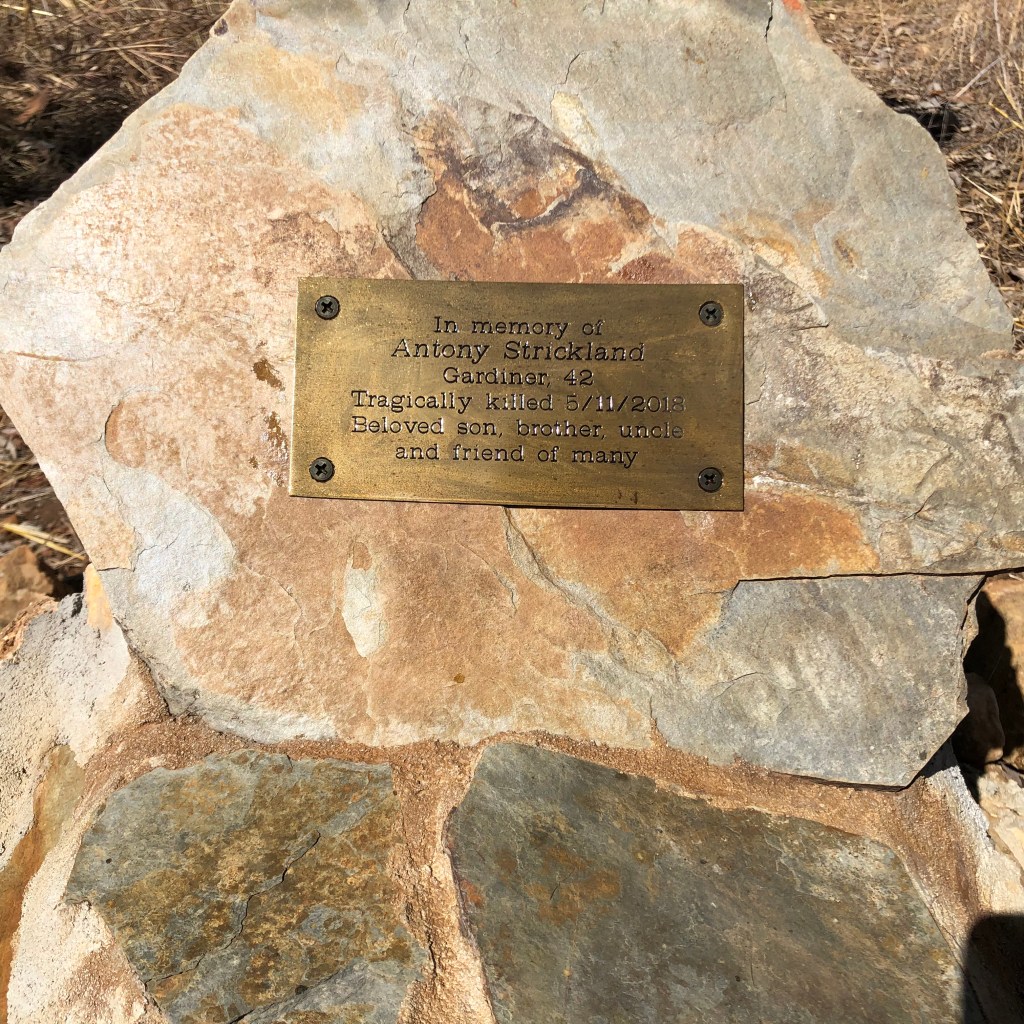 In memory of
Antony Strickland
Gardiner, 42
Tragically killed 5/11/2018
Beloved son, brother, uncle
and friend of many